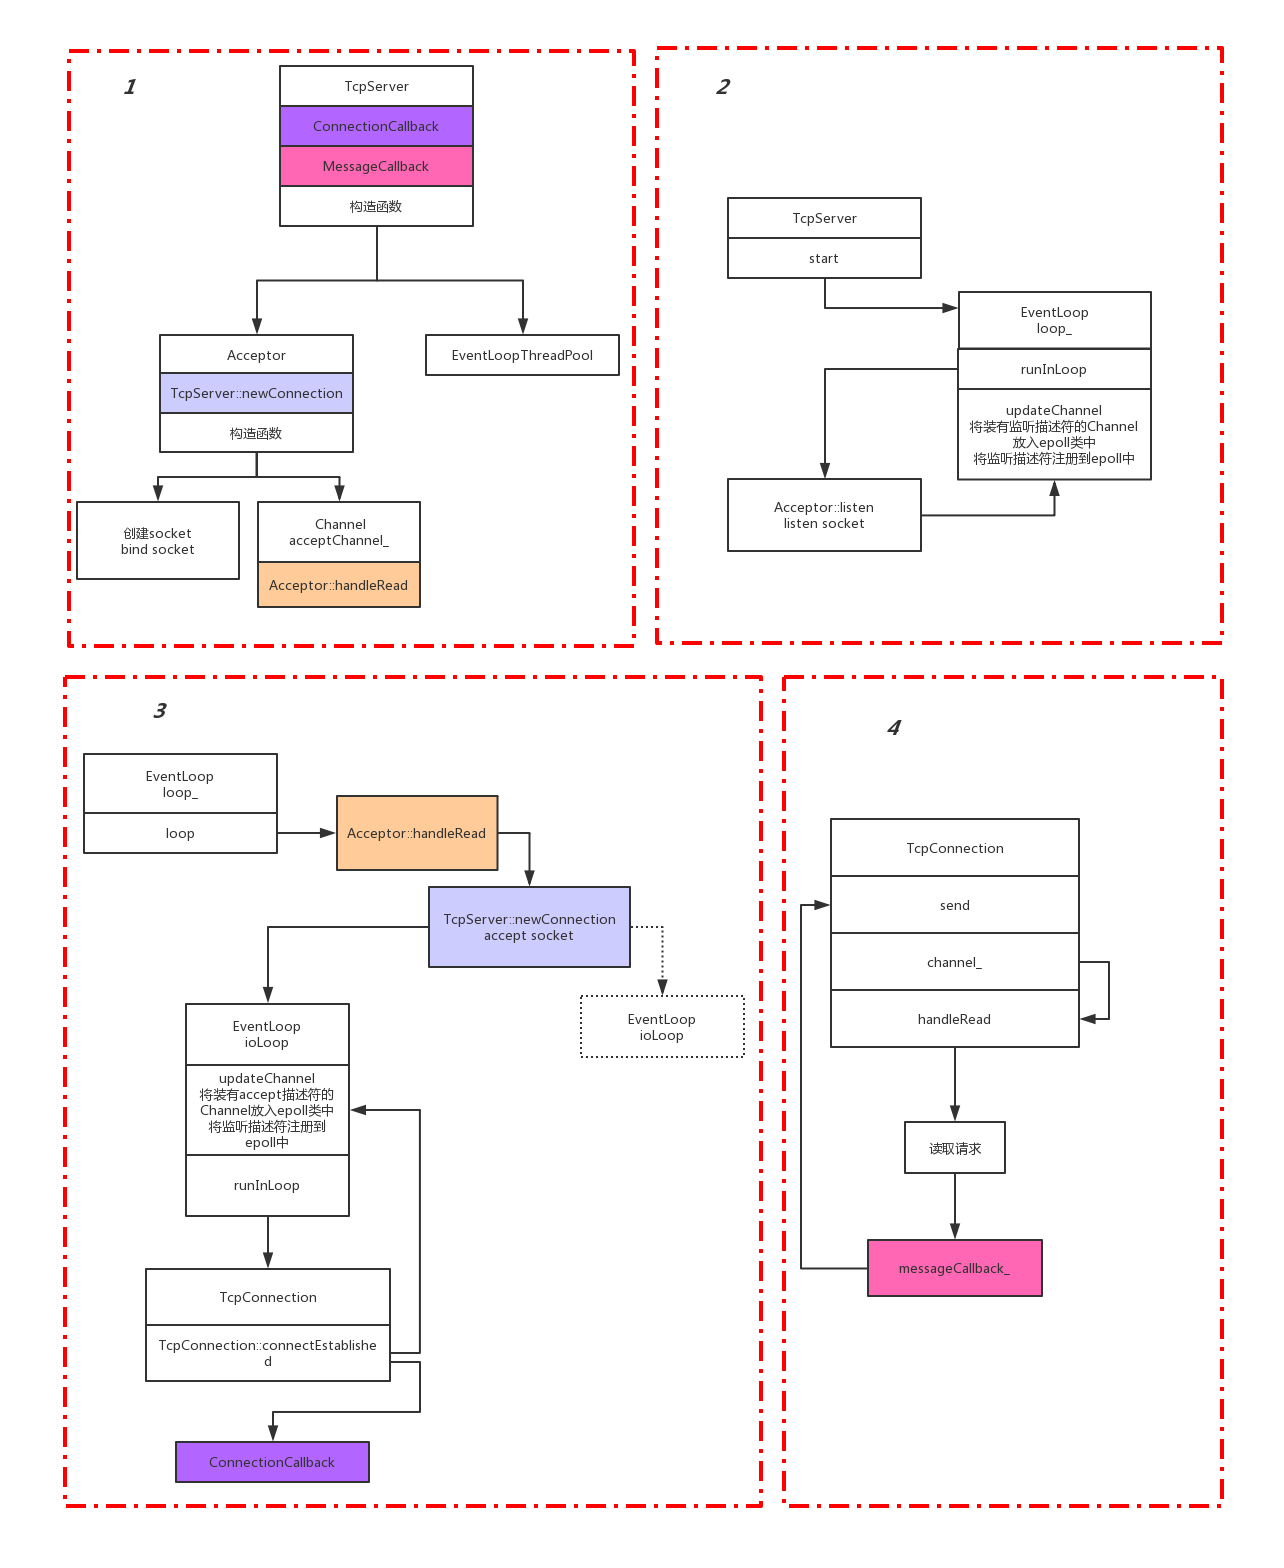 1
TcpServer
ConnectionCallback
MessageCallback
构造函数
Acceptor
TcpServer::newConnection
构造函数
EventLoopThreadPool
创建socket
bind socket
Channel
acceptChannel_
Acceptor::handleRead
2
TcpServer
start
EventLoop
loop_
runInLoop
updateChannel
将装有监听描述符的Channel
放入epoll类中
将监听描述符注册到epoll中
Acceptor::listen
listen socket
3
EventLoop
loop_
loop
Acceptor::handleRead
TcpServer::newConnection
accept socket
EventLoop
ioLoop
EventLoop
ioLoop
updateChannel
将装有accept描述符的
Channel放入epoll类中
将监听描述符注册到
epoll中
runInLoop
TcpConnection
TcpConnection::connectEstablishe
d
ConnectionCallback
4
TcpConnection
send
channel_
handleRead
读取请求
messageCallback_